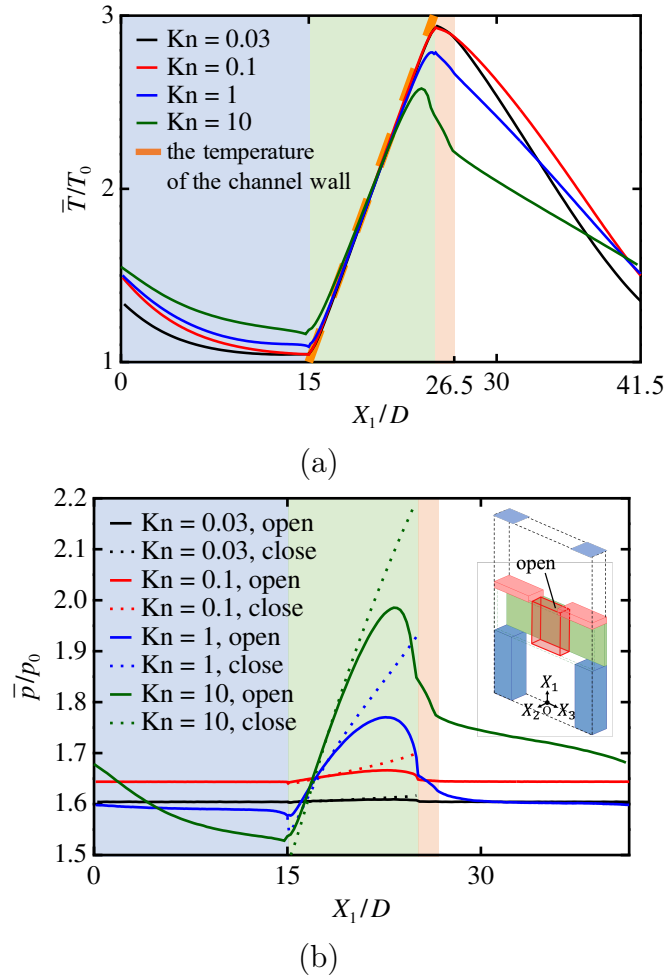 3
Kn = 0.03
Kn = 0.1
Kn = 1
Kn = 10
the temperature
of the channel wall
T̅/T₀
2
1
0
15
26.5
30
41.5
X₁/D
(a)
2.2
Kn = 0.03, open
Kn = 0.03, close
2.1
Kn = 0.1, open
open
Kn = 0.1, close
2.0
Kn = 1, open
Kn = 1, close
1.9
Kn = 10, open
Kn = 10, close
p̅/p₀
1.8
X₁
X₂
O
X₃
1.7
1.6
1.5
0
15
30
X₁/D
(b)